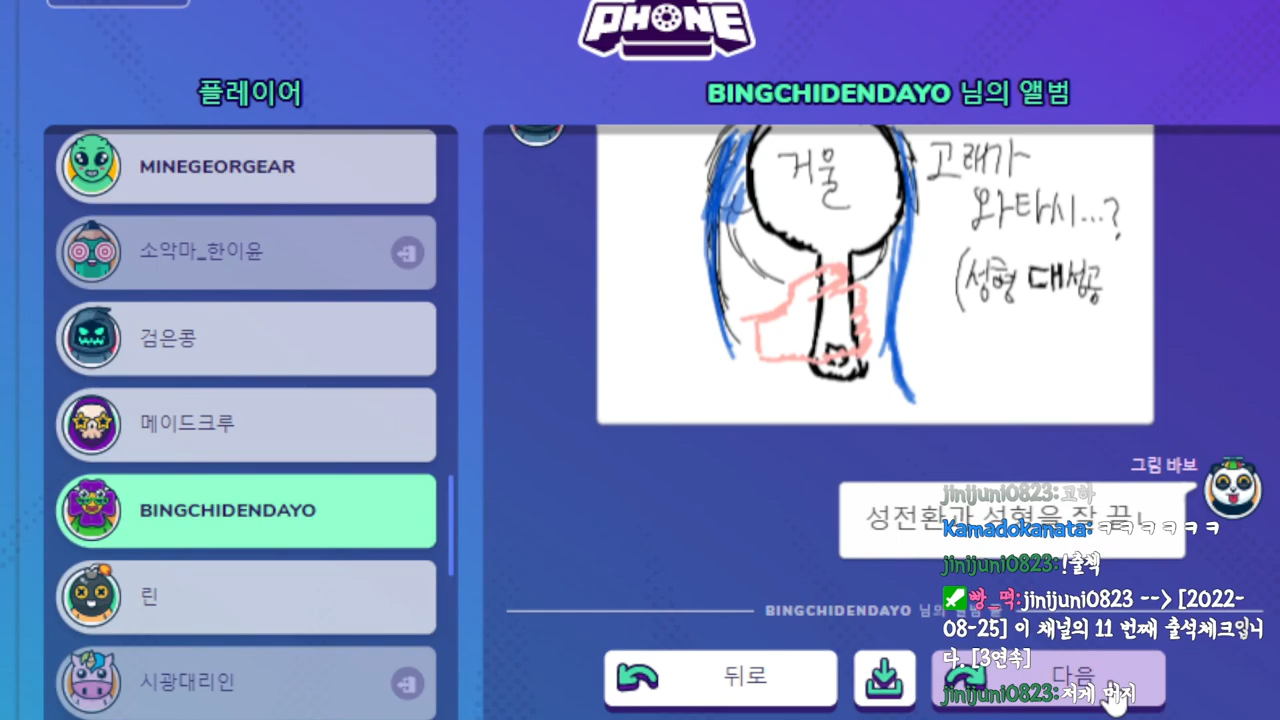 PHONE
플레이어
BINGCHIDENDAYO 님의 앨범
MINEGEORGEAR
소악마_한이윤
검은콩
메이드크루
BINGCHIDENDAYO
린
시광대리인
거울
고래가
와타시...?
(성형 대성공
그림 바보
성전환과 성형을 잘 끝
BINGCHIDENDAYO 님의
뒤로
다음
jinijuni0823:고하
Kamadokanata:ㅋㅋㅋㅋㅋㅋ
jinijuni0823:!출첵
빵_떡:jinijuni0823 --> [2022-
08-25] 이 채널의 11 번째 출석체크입니
다. [3연속]
jinijuni0823:저게 머지